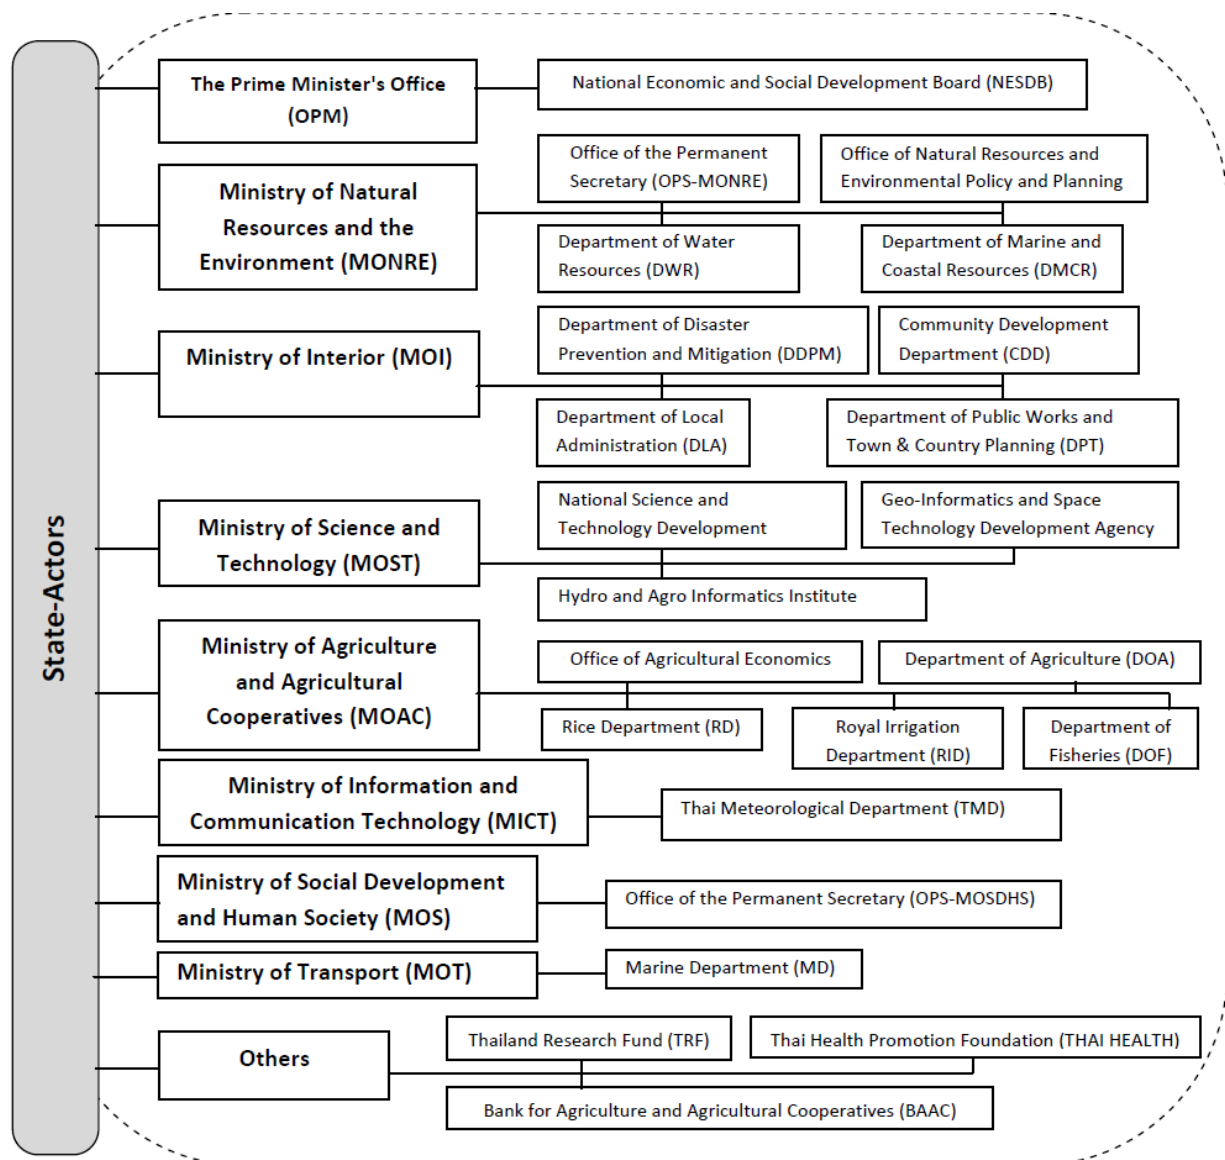 State-Actors
The Prime Minister's Office
(OPM)
National Economic and Social Development Board (NESDB)
Ministry of Natural
Resources and the
Environment (MONRE)
Office of the Permanent
Secretary (OPS-MONRE)
Office of Natural Resources and
Environmental Policy and Planning
Department of Water
Resources (DWR)
Department of Marine and
Coastal Resources (DMCR)
Ministry of Interior (MOI)
Department of Disaster
Prevention and Mitigation (DDPM)
Community Development
Department (CDD)
Department of Local
Administration (DLA)
Department of Public Works and
Town & Country Planning (DPT)
Ministry of Science and
Technology (MOST)
National Science and
Technology Development
Geo-Informatics and Space
Technology Development Agency
Hydro and Agro Informatics Institute
Ministry of Agriculture
and Agricultural
Cooperatives (MOAC)
Office of Agricultural Economics
Department of Agriculture (DOA)
Rice Department (RD)
Royal Irrigation
Department (RID)
Department of
Fisheries (DOF)
Ministry of Information and
Communication Technology (MICT)
Thai Meteorological Department (TMD)
Ministry of Social Development
and Human Society (MOS)
Office of the Permanent Secretary (OPS-MOSDHS)
Ministry of Transport (MOT)
Marine Department (MD)
Others
Thailand Research Fund (TRF)
Thai Health Promotion Foundation (THAI HEALTH)
Bank for Agriculture and Agricultural Cooperatives (BAAC)